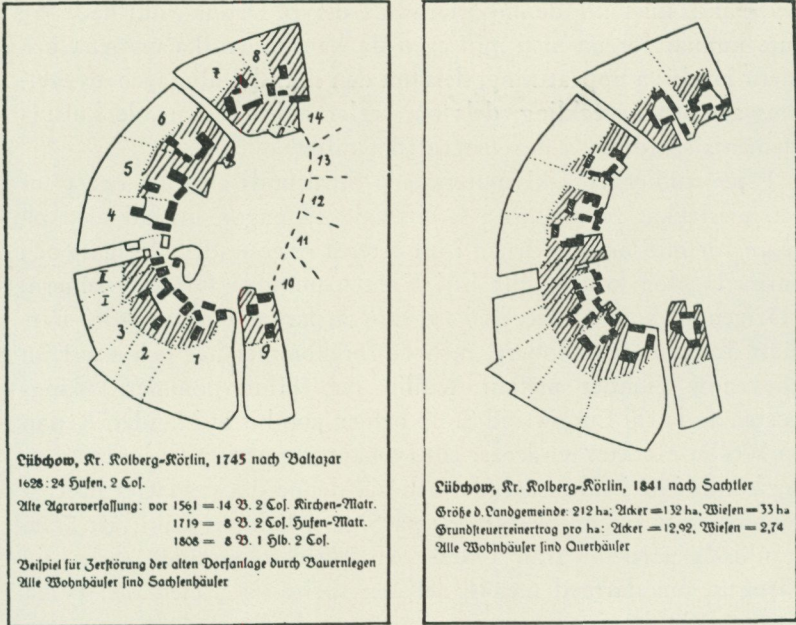 8
7
6
5
4
II
I
3
2
1
9
14
13
12
11
10
Lübchow, Kr. Kolberg-Körlin, 1745 nach Baltazar
1628: 24 Hufen, 2 Cos.
Alte Agrarverfassung: vor 1561 = 14 B. 2 Cos. Kirchen-Matr.
1719 = 8 B. 2 Cos. Hufen-Matr.
1808 = 8 B. 1 Hlb. 2 Cos.
Beispiel für Zerstörung der alten Dorfanlage durch Bauernlegen
Alle Wohnhäuser sind Sachsenhäuser
Lübchow, Kr. Kolberg-Körlin, 1841 nach Sachtler
Größe d. Landgemeinde: 212 ha; Acker = 132 ha, Wiesen = 33 ha
Grundsteuerreinertrag pro ha: Acker = 12,92, Wiesen = 2,74
Alle Wohnhäuser sind Querhäuser